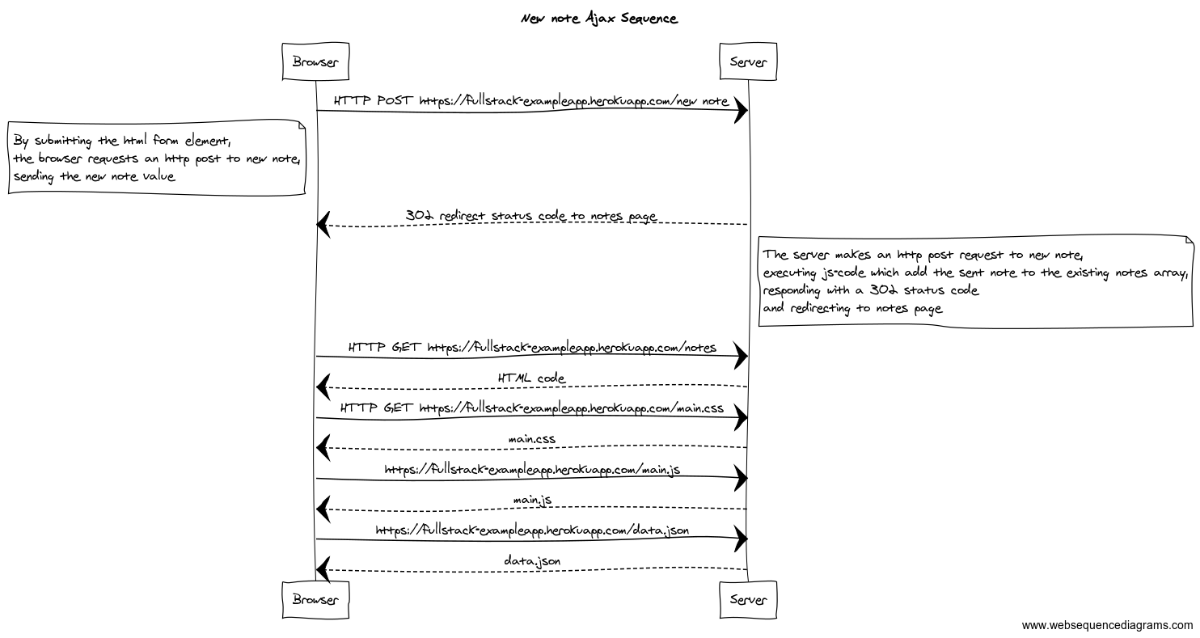 New note Ajax Sequence
Browser
Server
HTTP POST https://fullstack-exampleapp.herokuapp.com/new note
By submitting the html form element,
the browser requests an http post to new note,
sending the new note value
302 redirect status code to notes page
The server makes an http post request to new note,
executing js-code which add the sent note to the existing notes array,
responding with a 302 status code
and redirecting to notes page
HTTP GET https://fullstack-exampleapp.herokuapp.com/notes
HTML code
HTTP GET https://fullstack-exampleapp.herokuapp.com/main.css
main.css
https://fullstack-exampleapp.herokuapp.com/main.js
main.js
https://fullstack-exampleapp.herokuapp.com/data.json
data.json
Browser
Server
www.websequencediagrams.com